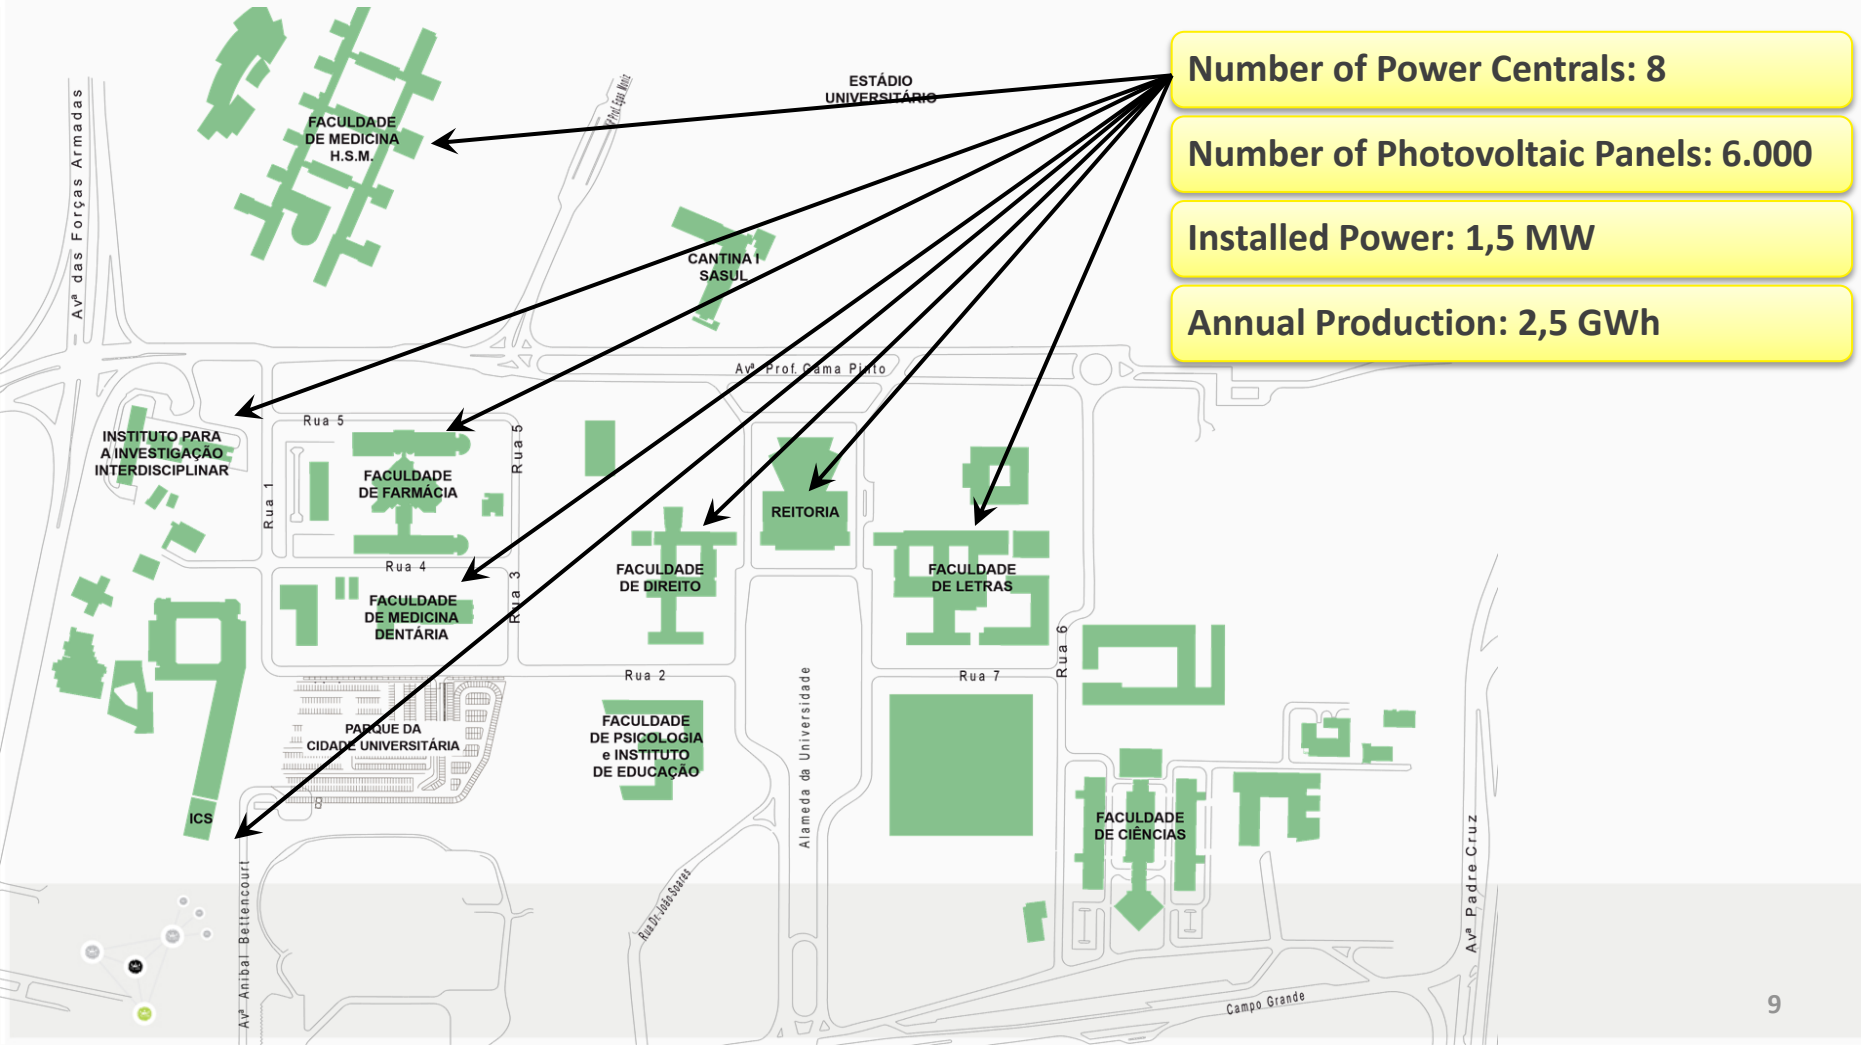 Number of Power Centrals: 8
Number of Photovoltaic Panels: 6.000
Installed Power: 1,5 MW
Annual Production: 2,5 GWh
ESTÁDIO
UNIVERSITÁRIO
Prof. Egas Moniz
FACULDADE
DE MEDICINA
H.S.M.
Avª das Forças Armadas
CANTINA I
SASUL
Avª Prof. Gama Pinto
Rua 5
Rua 5
INSTITUTO PARA
A INVESTIGAÇÃO
INTERDISCIPLINAR
FACULDADE
DE FARMÁCIA
Rua 1
REITORIA
Rua 4
FACULDADE
DE DIREITO
FACULDADE
DE LETRAS
FACULDADE
DE MEDICINA
DENTÁRIA
Rua 3
Rua 6
Rua 2
Rua 7
PARQUE DA
CIDADE UNIVERSITÁRIA
FACULDADE
DE PSICOLOGIA
e INSTITUTO
DE EDUCAÇÃO
Alameda da Universidade
ICS
FACULDADE
DE CIÊNCIAS
Avª Padre Cruz
Rua Dr. João Soares
Avª Anibal Bettencourt
Campo Grande
9